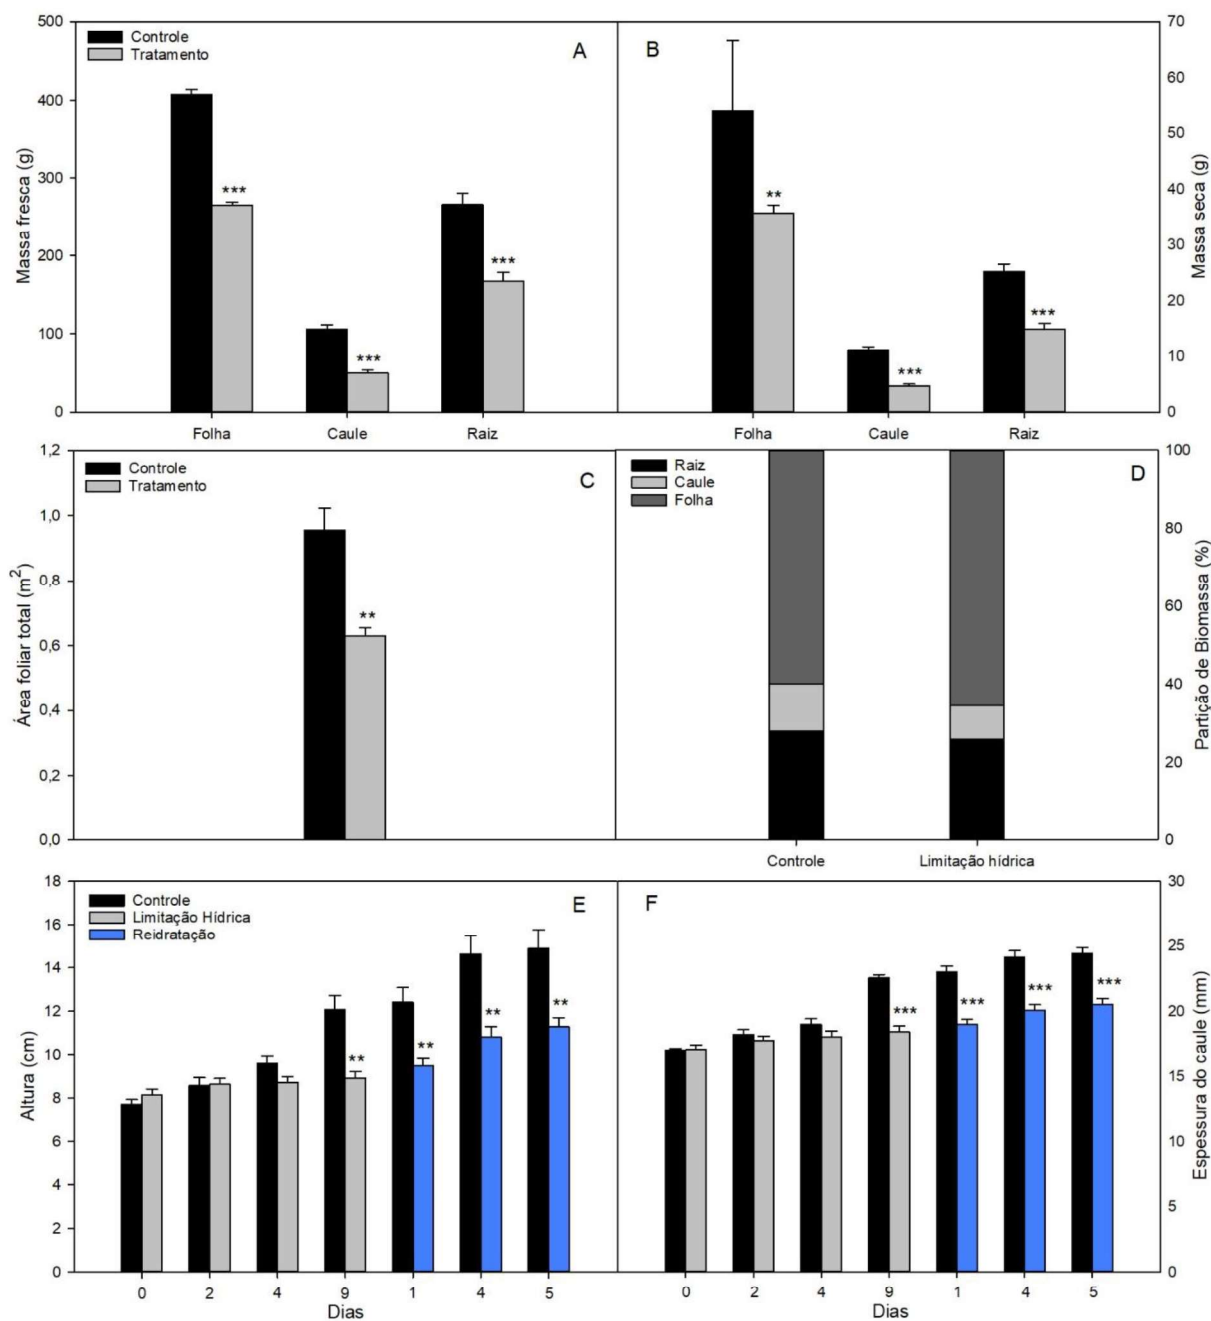 500
400
300
200
100
0
Massa fresca (g)
Controle
Tratamento
A
***
***
***
Folha
Caule
Raiz
B
**
***
***
Folha
Caule
Raiz
70
60
50
40
30
20
10
0
Massa seca (g)
1,2
1,0
0,8
0,6
0,4
0,2
0,0
Área foliar total (m²)
Controle
Tratamento
C
**
Raiz
Caule
Folha
D
Controle
Limitação hídrica
100
80
60
40
20
0
Partição de Biomassa (%)
18
16
14
12
10
8
6
4
2
0
Altura (cm)
Controle
Limitação Hídrica
Reidratação
E
**
**
**
**
0
2
4
9
1
4
5
Dias
F
***
***
***
***
0
2
4
9
1
4
5
Dias
30
25
20
15
10
5
0
Espessura do caule (mm)